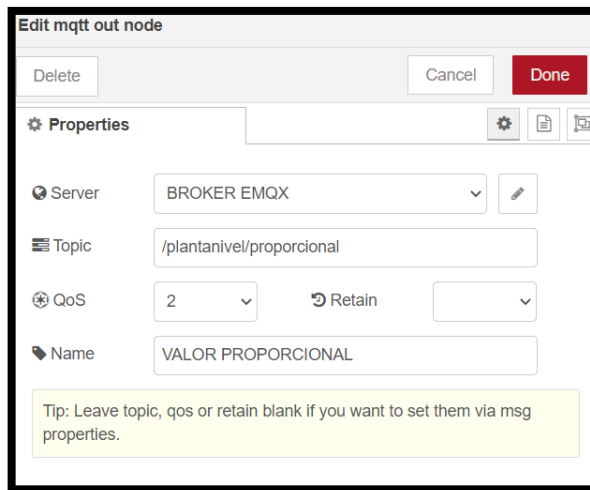 Edit mqtt out node
Delete
Cancel
Done
Properties
Server
BROKER EMQX
Topic
/plantanivel/proporcional
QoS
2
Retain
Name
VALOR PROPORCIONAL
Tip: Leave topic, qos or retain blank if you want to set them via msg
properties.